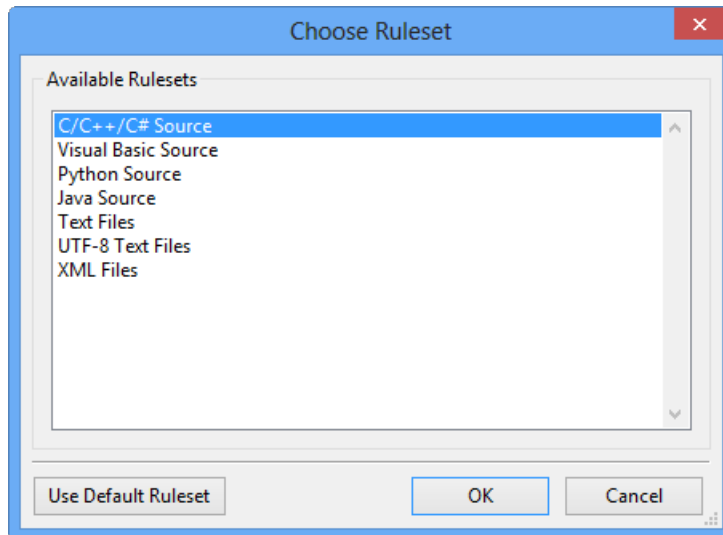 Choose Ruleset
Available Rulesets
C/C++/C# Source
Visual Basic Source
Python Source
Java Source
Text Files
UTF-8 Text Files
XML Files
Use Default Ruleset
OK
Cancel